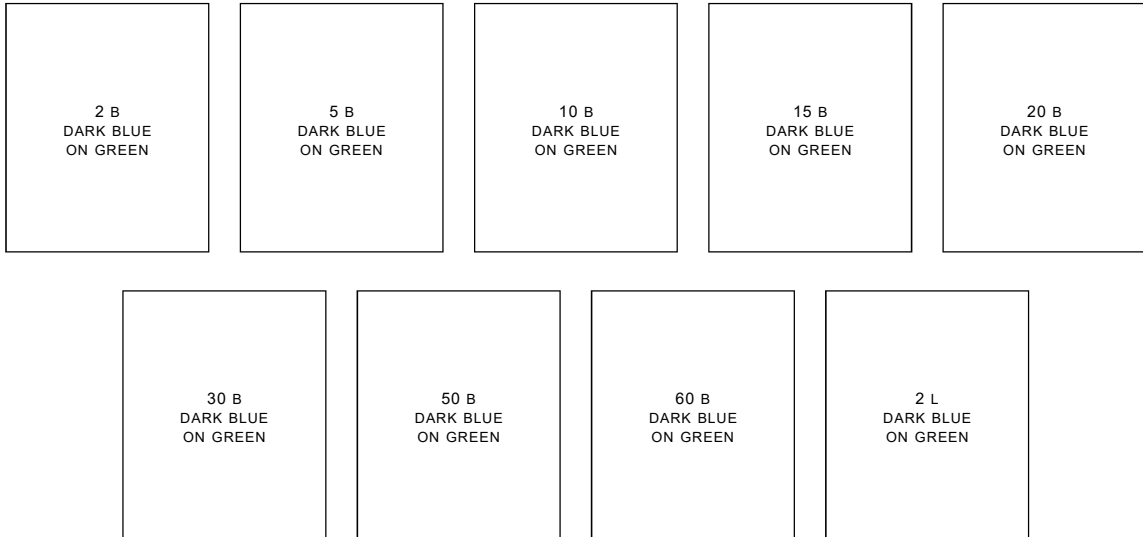 2 B
DARK BLUE
ON GREEN
5 B
DARK BLUE
ON GREEN
10 B
DARK BLUE
ON GREEN
15 B
DARK BLUE
ON GREEN
20 B
DARK BLUE
ON GREEN
30 B
DARK BLUE
ON GREEN
50 B
DARK BLUE
ON GREEN
60 B
DARK BLUE
ON GREEN
2 L
DARK BLUE
ON GREEN